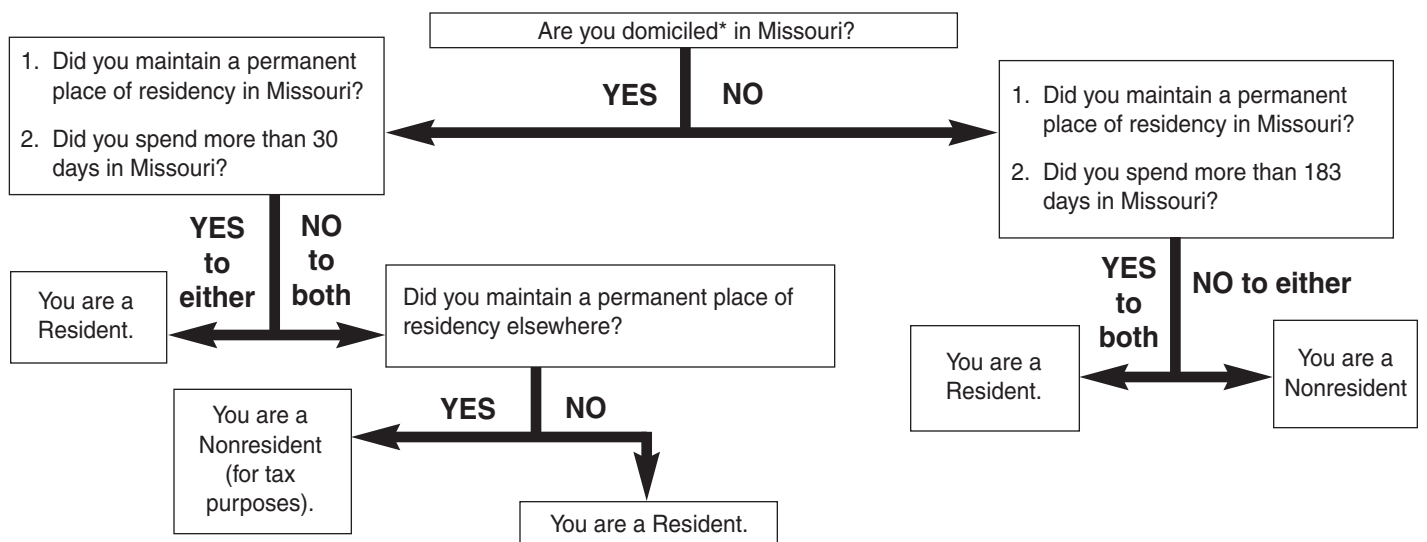 Are you domiciled* in Missouri?
YES
NO
1. Did you maintain a permanent
place of residency in Missouri?
2. Did you spend more than 30
days in Missouri?
YES
to
either
NO
to
both
You are a
Resident.
Did you maintain a permanent place of
residency elsewhere?
YES
NO
You are a
Nonresident
(for tax
purposes).
You are a Resident.
1. Did you maintain a permanent
place of residency in Missouri?
2. Did you spend more than 183
days in Missouri?
YES
to
both
NO to either
You are a
Resident.
You are a
Nonresident